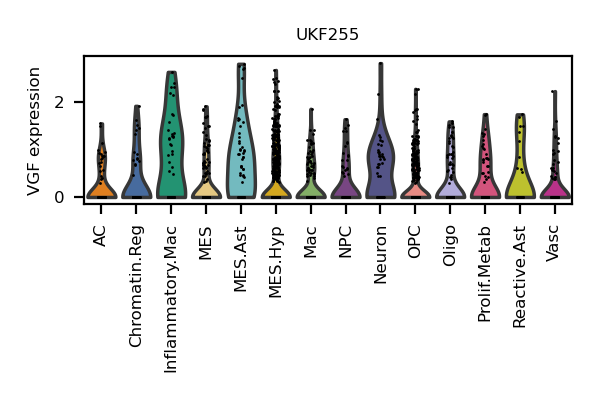 UKF255
VGF expression
2
0
AC
Chromatin.Reg
Inflammatory.Mac
MES
MES.Ast
MES.Hyp
Mac
NPC
Neuron
OPC
Oligo
Prolif.Metab
Reactive.Ast
Vasc